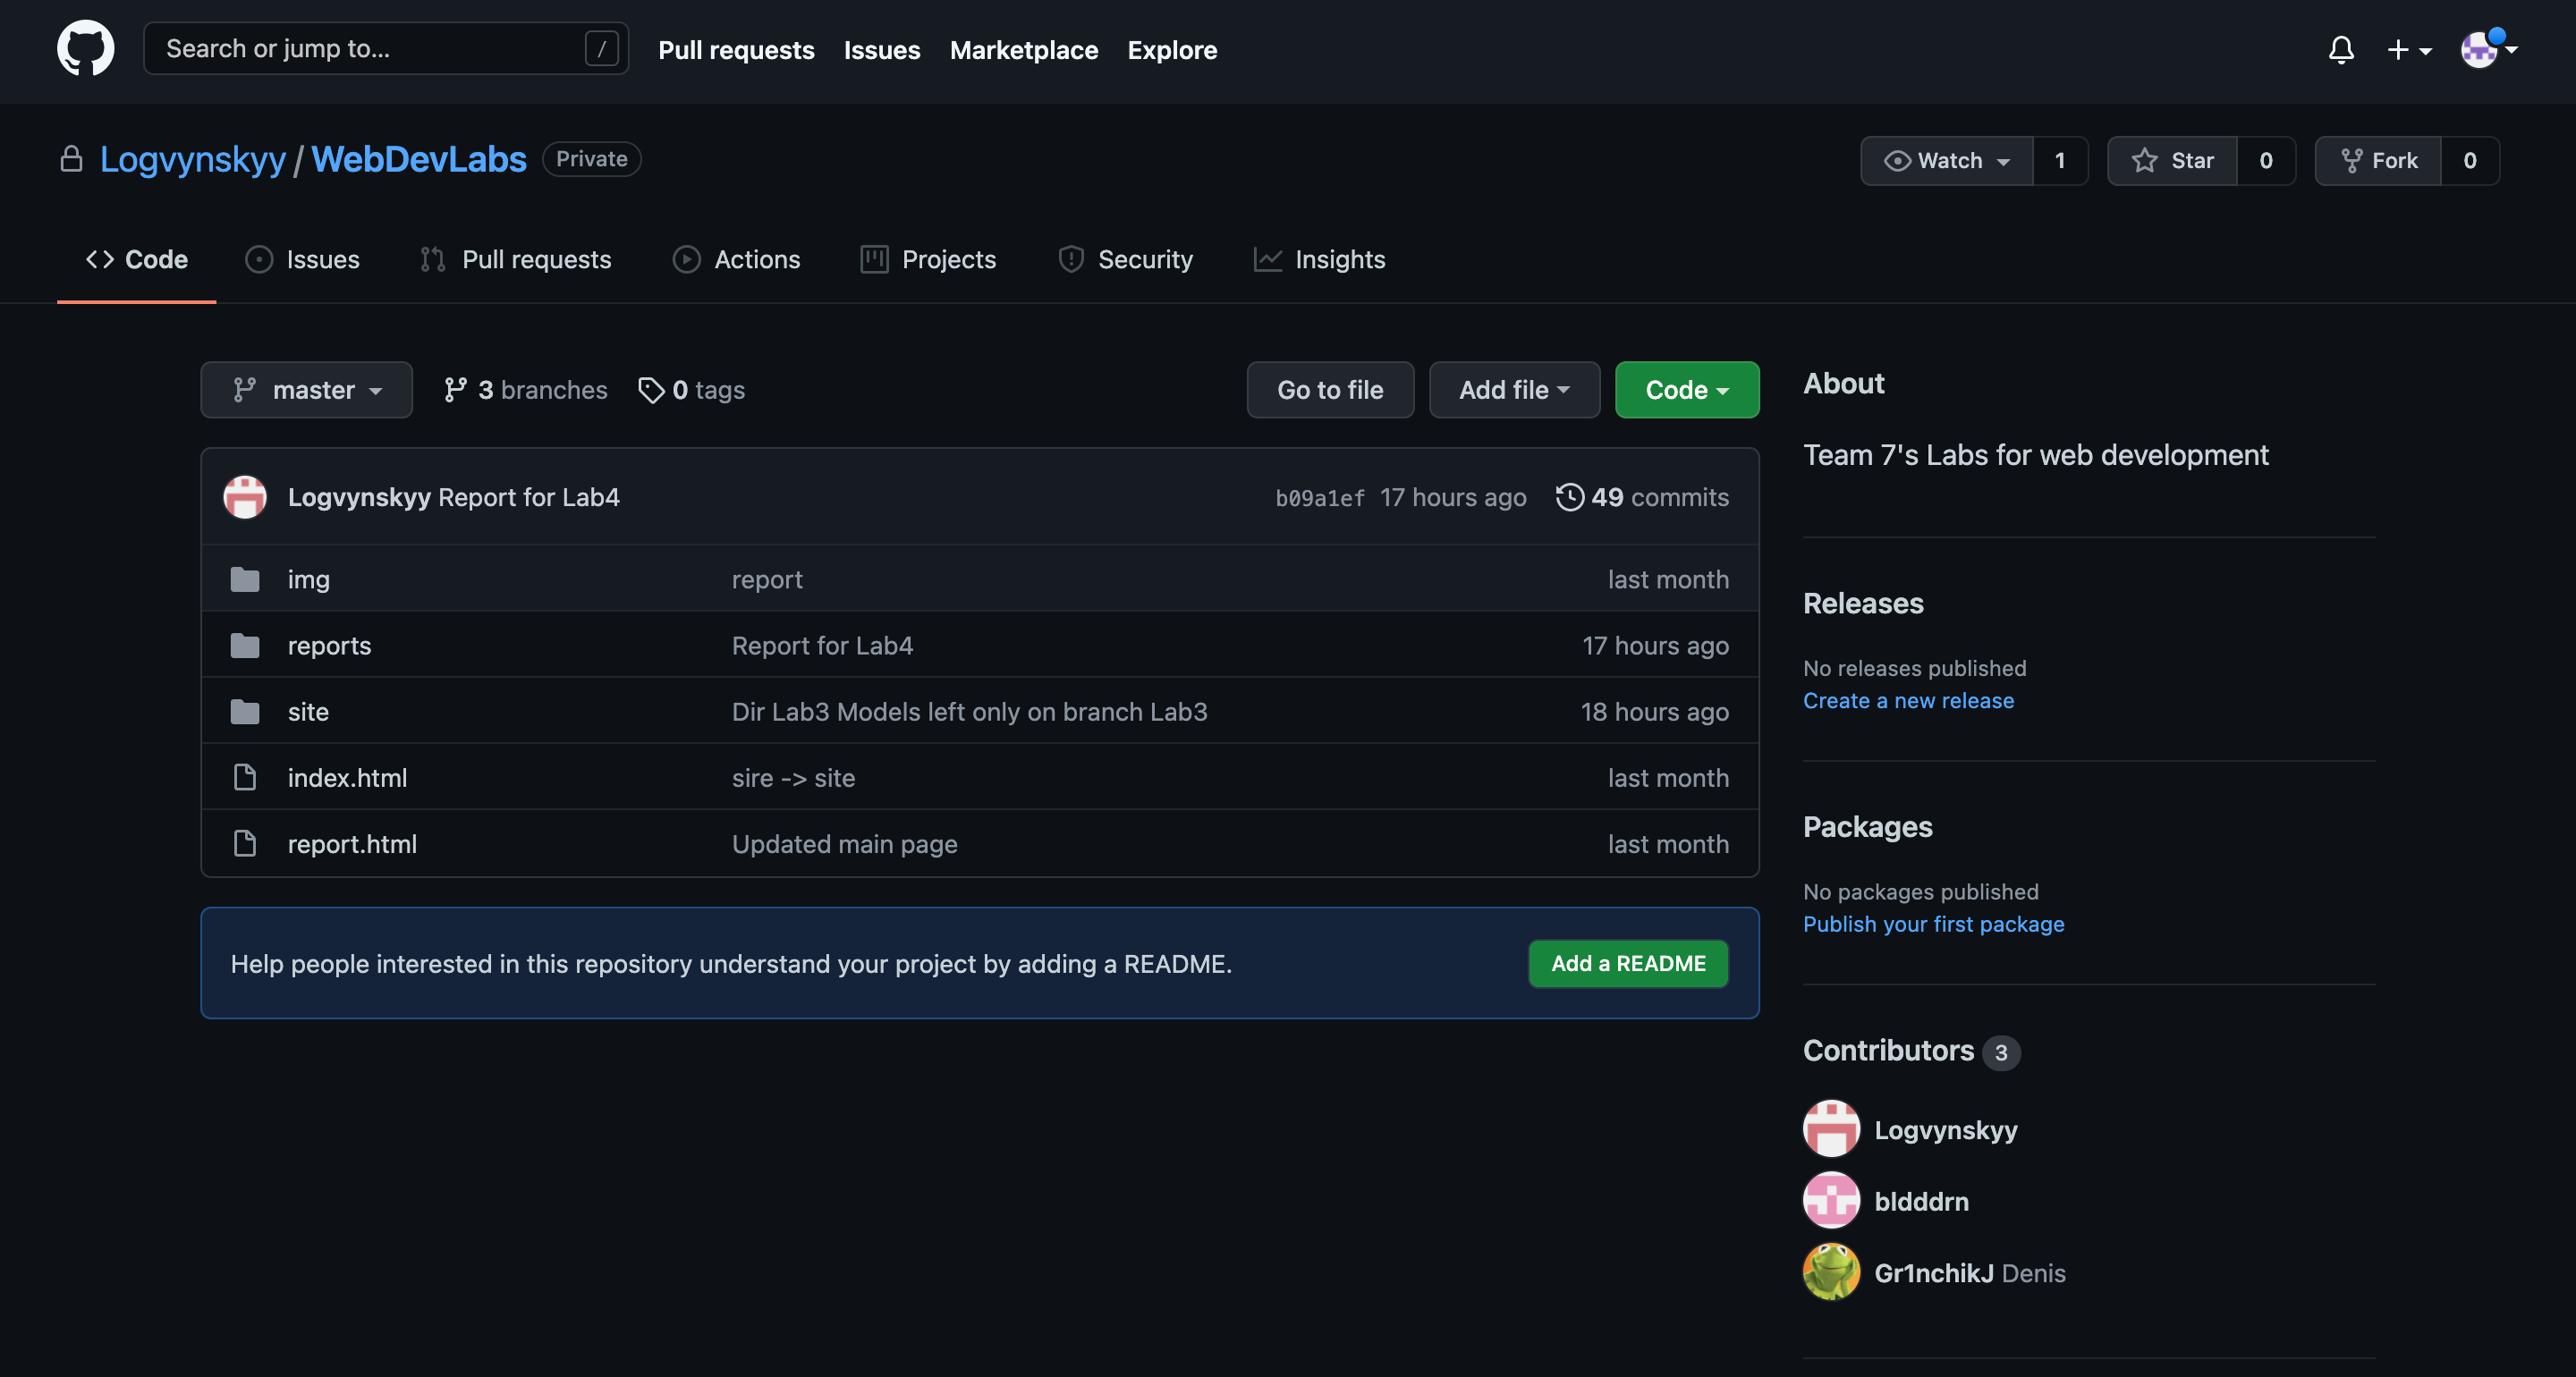 Search or jump to... / Pull requests Issues Marketplace Explore
Logvynskyy / WebDevLabs Private Watch 1 Star 0 Fork 0
Code Issues Pull requests Actions Projects Security Insights
master 3 branches 0 tags Go to file Add file Code
Logvynskyy Report for Lab4 b09a1ef 17 hours ago 49 commits
img report last month
reports Report for Lab4 17 hours ago
site Dir Lab3 Models left only on branch Lab3 18 hours ago
index.html sire -> site last month
report.html Updated main page last month
Help people interested in this repository understand your project by adding a README. Add a README
About
Team 7's Labs for web development
Releases
No releases published
Create a new release
Packages
No packages published
Publish your first package
Contributors 3
Logvynskyy
bldddrn
Gr1nchikJ Denis